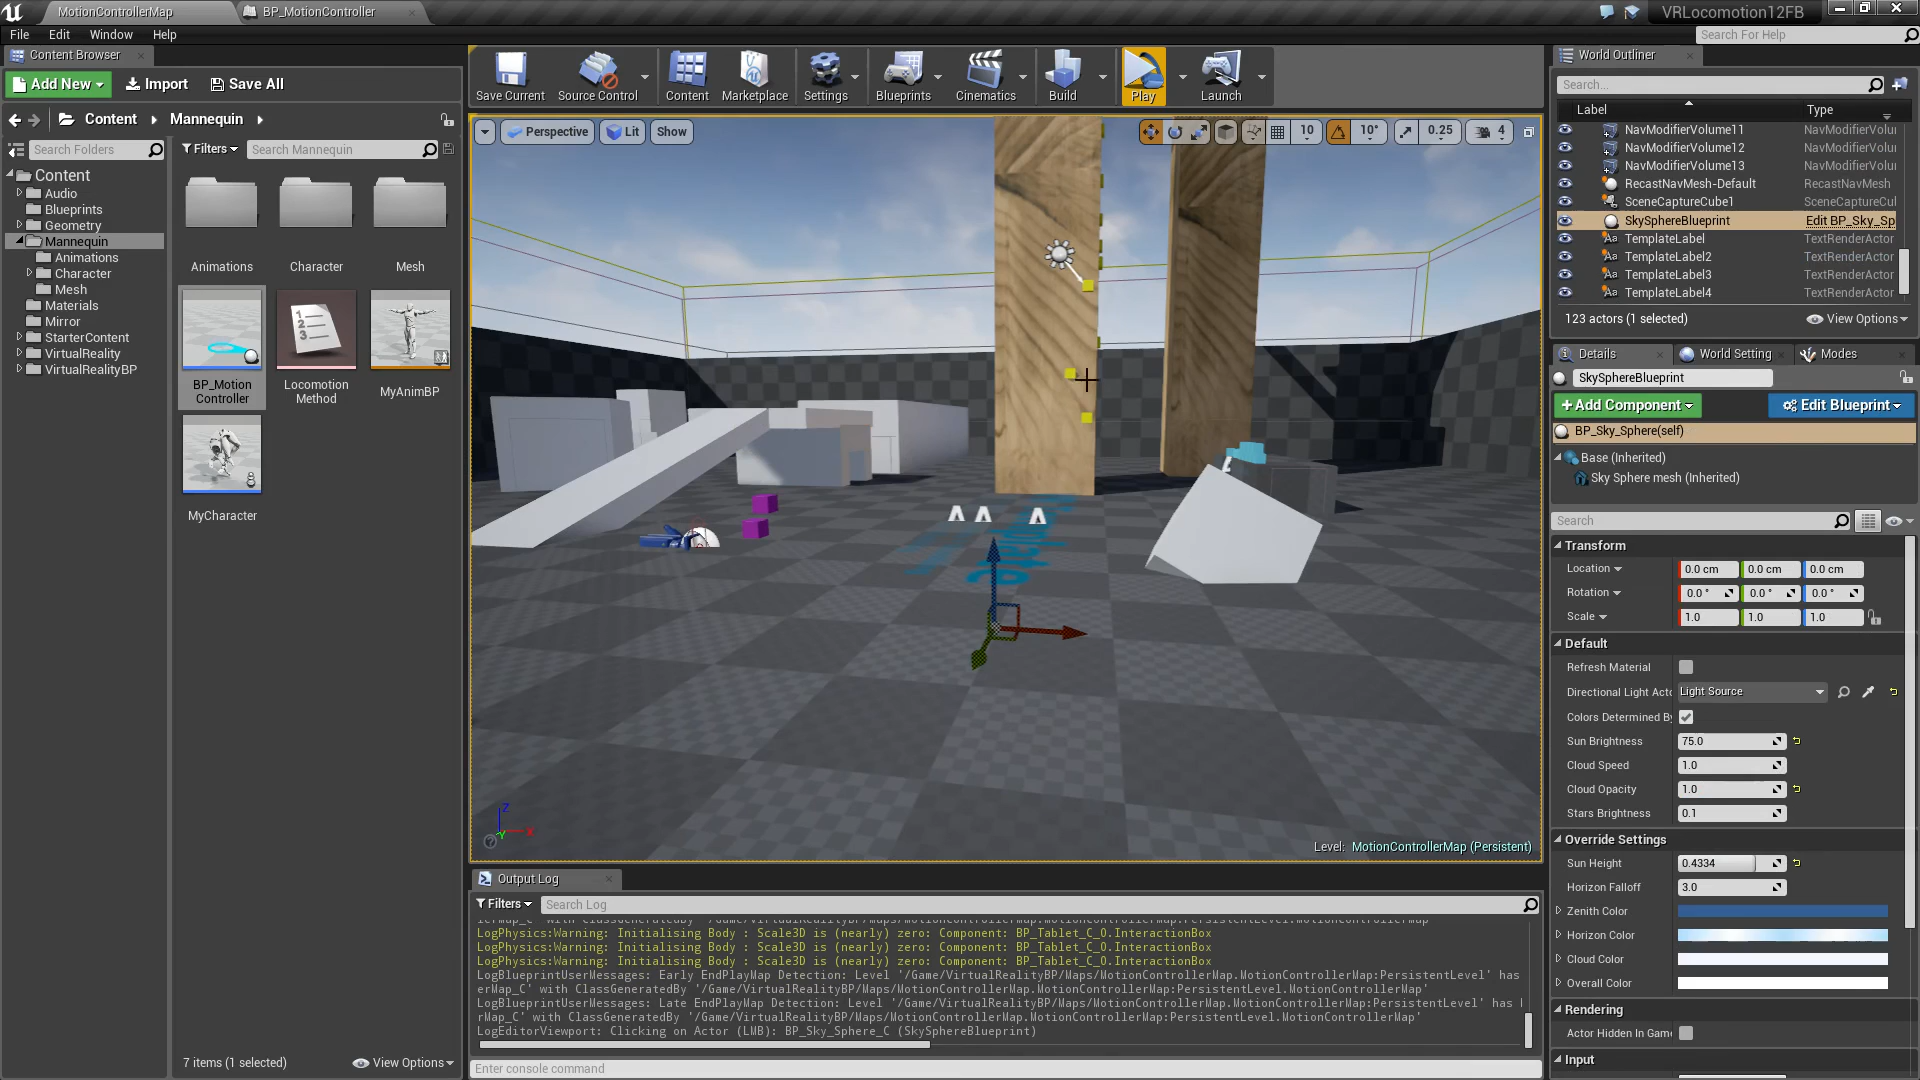 MotionControllerMap
BP_MotionController
VRLocomotion12FB
File Edit Window Help
Search For Help
Content Browser
Add New
Import
Save All
Content
Mannequin
Search Folders
Filters
Search Mannequin
Content
Audio
Blueprints
Geometry
Mannequin
Animations
Character
Mesh
Materials
Mirror
StarterContent
VirtualReality
VirtualRealityBP
Animations
Character
Mesh
BP_Motion
Controller
Locomotion
Method
MyAnimBP
MyCharacter
7 items (1 selected)
View Options
Save Current
Source Control
Content
Marketplace
Settings
Blueprints
Cinematics
Build
Play
Launch
Perspective
Lit
Show
10
10°
0.25
4
Level: MotionControllerMap (Persistent)
Output Log
Filters
Search Log
LogPhysics:Warning: Initialising Body : Scale3D is (nearly) zero: Component: BP_Tablet_C_0.InteractionBox
LogPhysics:Warning: Initialising Body : Scale3D is (nearly) zero: Component: BP_Tablet_C_0.InteractionBox
LogPhysics:Warning: Initialising Body : Scale3D is (nearly) zero: Component: BP_Tablet_C_0.InteractionBox
LogBlueprintUserMessages: Early EndPlayMap Detection: Level '/Game/VirtualRealityBP/Maps/MotionControllerMap.MotionControllerMap:PersistentLevel' has
erMap_C' with ClassGeneratedBy '/Game/VirtualRealityBP/Maps/MotionControllerMap.MotionControllerMap:PersistentLevel.MotionControllerMap'
LogBlueprintUserMessages: Late EndPlayMap Detection: Level '/Game/VirtualRealityBP/Maps/MotionControllerMap.MotionControllerMap:PersistentLevel' has
rMap_C' with ClassGeneratedBy '/Game/VirtualRealityBP/Maps/MotionControllerMap.MotionControllerMap:PersistentLevel.MotionControllerMap'
LogEditorViewport: Clicking on Actor (LMB): BP_Sky_Sphere_C (SkySphereBlueprint)
Enter console command
World Outliner
Search...
Label Type
NavModifierVolume11 NavModifierVolu
NavModifierVolume12 NavModifierVolu
NavModifierVolume13 NavModifierVolu
RecastNavMesh-Default RecastNavMesh
SceneCaptureCube1 SceneCaptureCul
SkySphereBlueprint Edit BP_Sky_Sp
TemplateLabel TextRenderActor
TemplateLabel2 TextRenderActor
TemplateLabel3 TextRenderActor
TemplateLabel4 TextRenderActor
123 actors (1 selected)
View Options
Details
World Setting
Modes
SkySphereBlueprint
Add Component
Edit Blueprint
BP_Sky_Sphere(self)
Base (Inherited)
Sky Sphere mesh (Inherited)
Search
Transform
Location 0.0 cm 0.0 cm 0.0 cm
Rotation 0.0 ° 0.0 ° 0.0 °
Scale 1.0 1.0 1.0
Default
Refresh Material
Directional Light Acto Light Source
Colors Determined By
Sun Brightness 75.0
Cloud Speed 1.0
Cloud Opacity 1.0
Stars Brightness 0.1
Override Settings
Sun Height 0.4334
Horizon Falloff 3.0
Zenith Color
Horizon Color
Cloud Color
Overall Color
Rendering
Actor Hidden In Game
Input